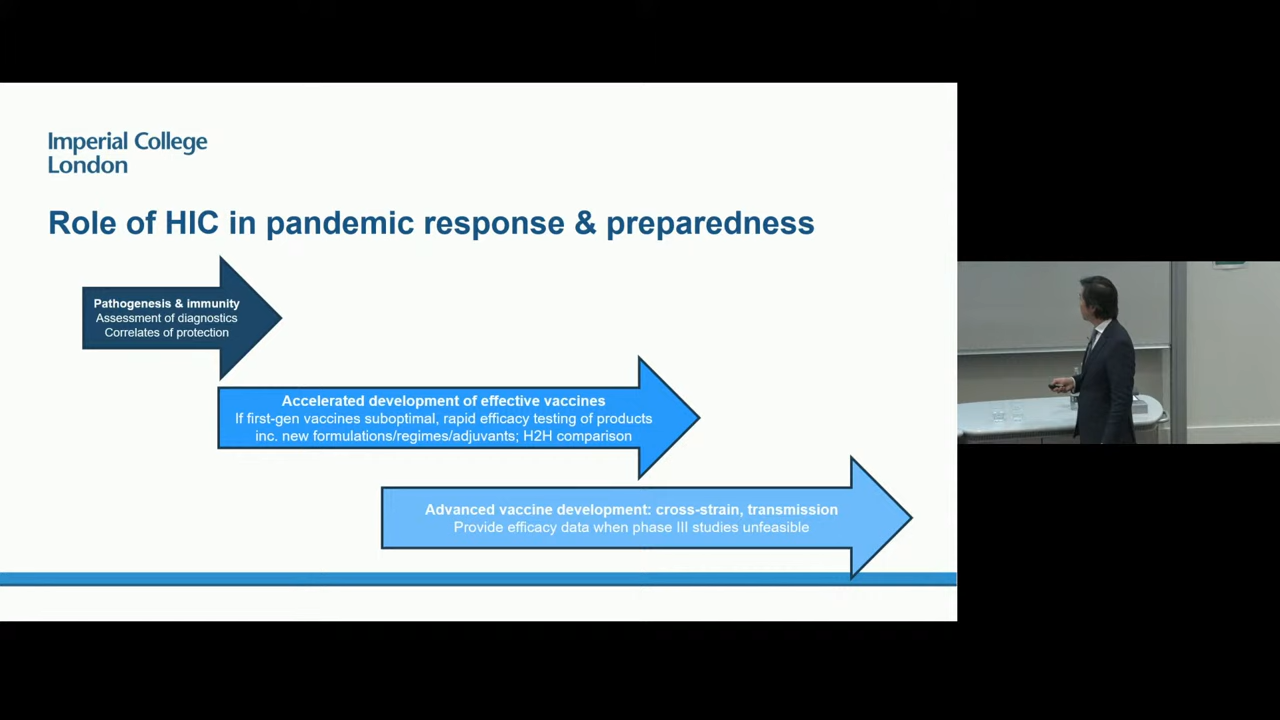 Imperial College
London
Role of HIC in pandemic response & preparedness
Pathogenesis & immunity
Assessment of diagnostics
Correlates of protection
Accelerated development of effective vaccines
If first-gen vaccines suboptimal, rapid efficacy testing of products
inc. new formulations/regimes/adjuvants; H2H comparison
Advanced vaccine development: cross-strain, transmission
Provide efficacy data when phase III studies unfeasible